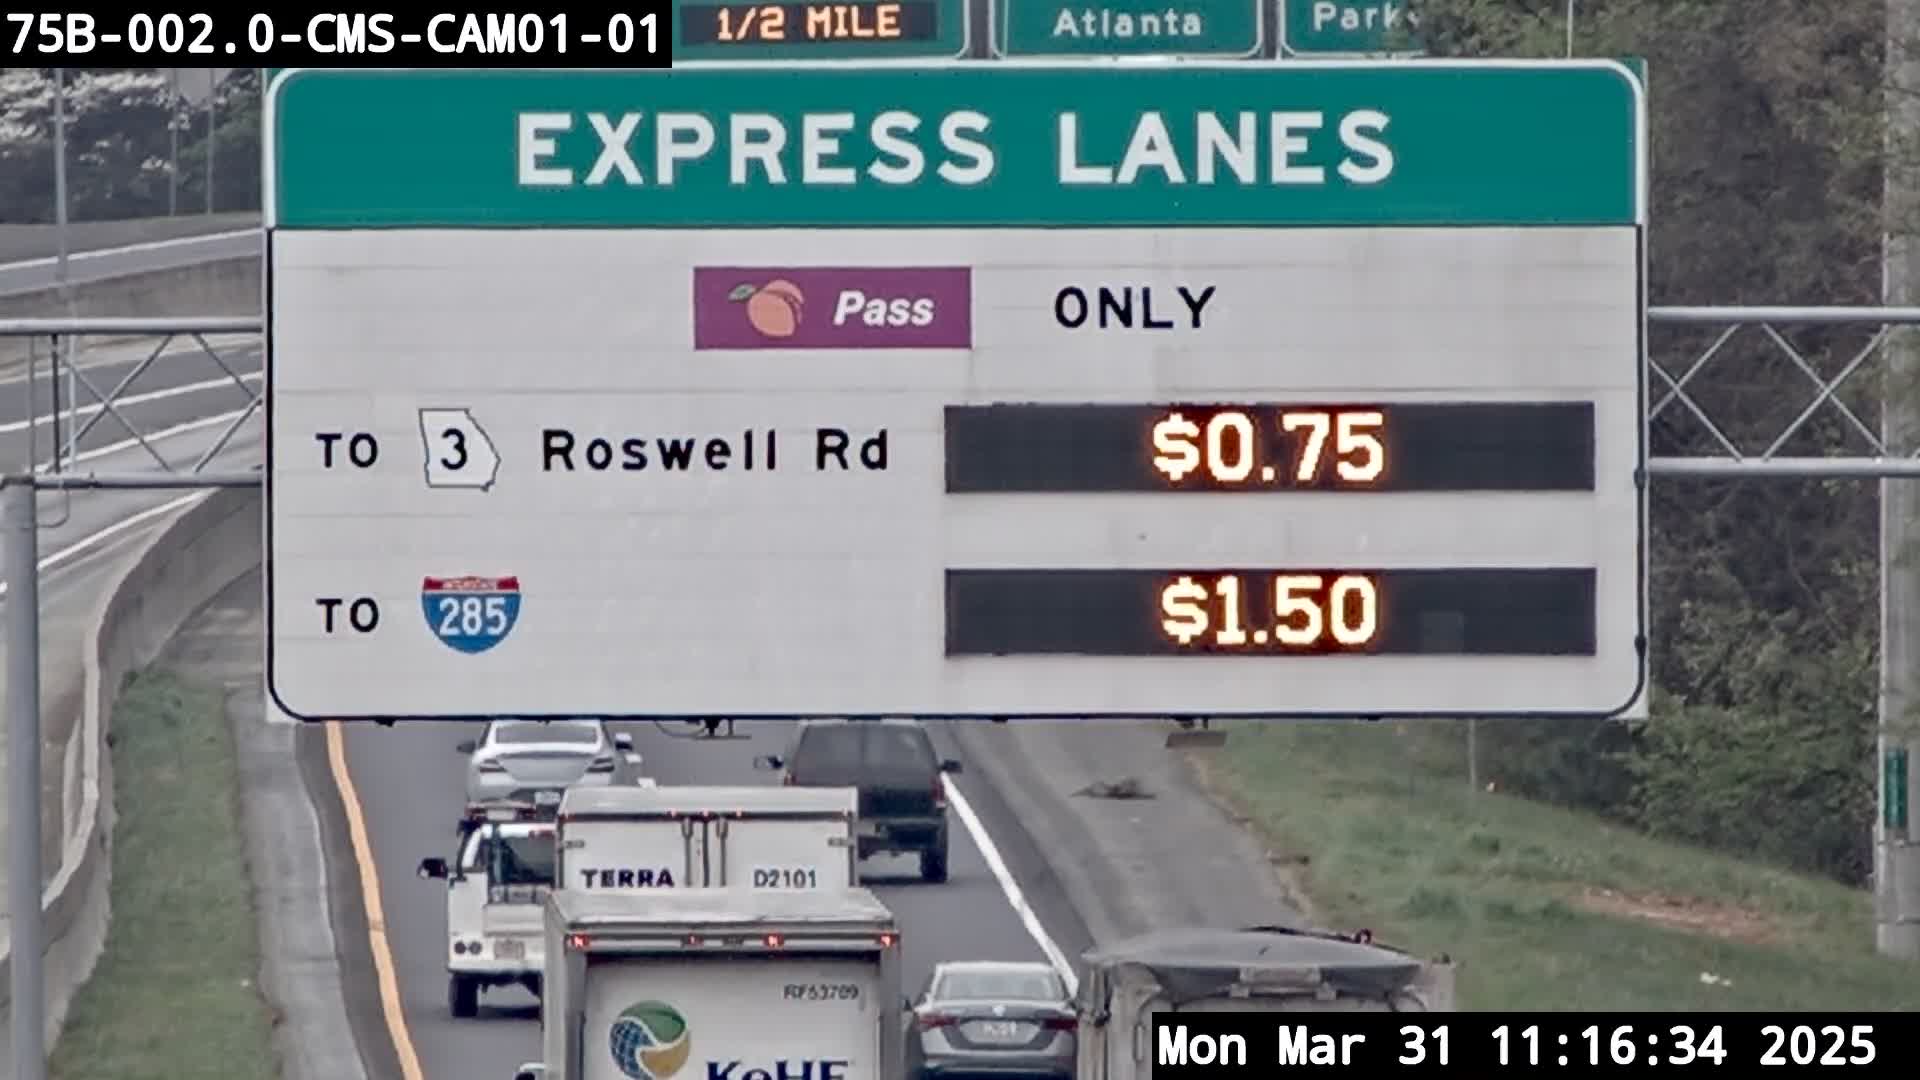 75B-002.0-CMS-CAM01-01
1/2 MILE
Atlanta
EXPRESS LANES
Pass ONLY
TO 3 Roswell Rd $0.75
TO INTERSTATE 285 $1.50
TERRA D2101
Mon Mar 31 11:16:34 2025